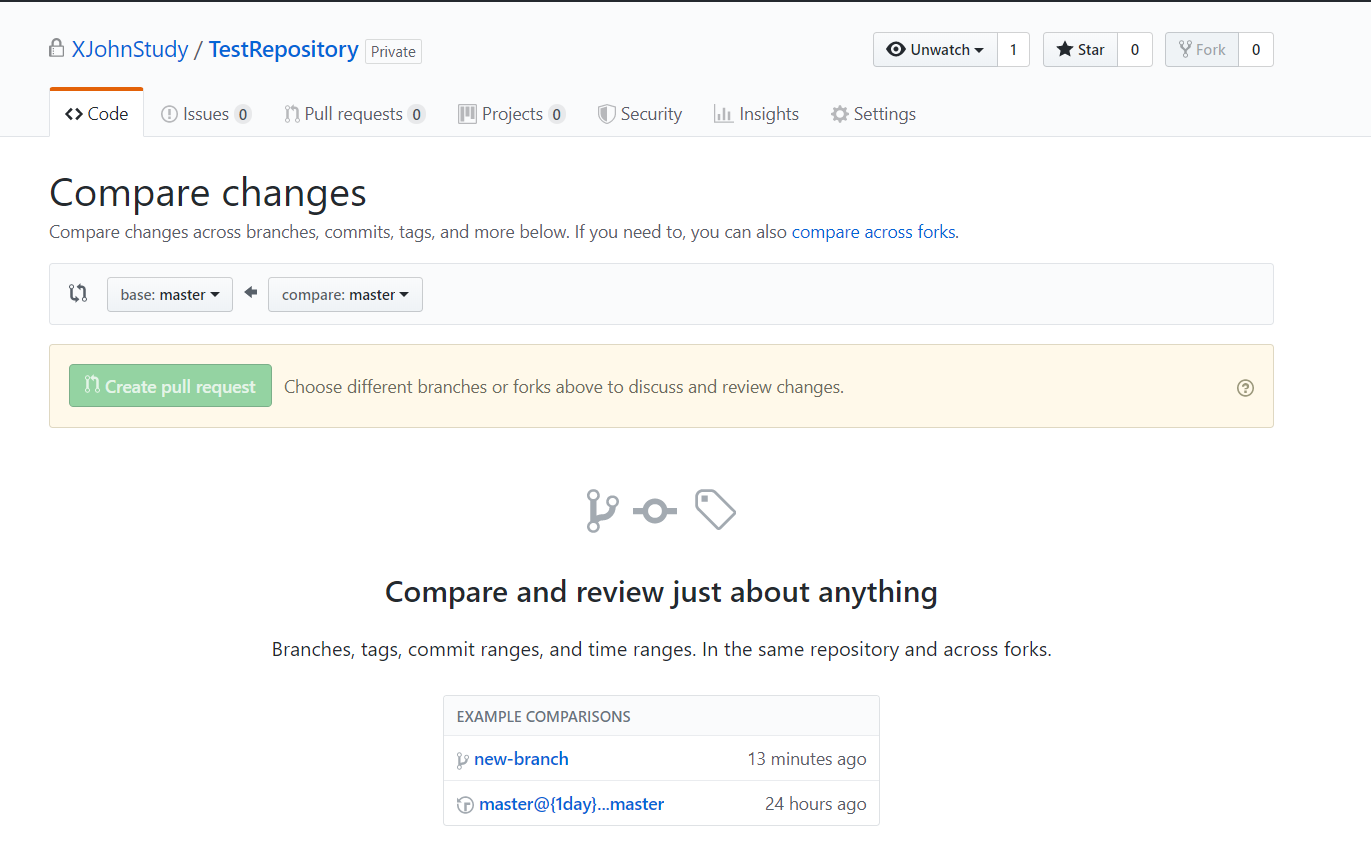 XJohnStudy / TestRepository Private Unwatch 1 Star 0 Fork 0
Code Issues 0 Pull requests 0 Projects 0 Security Insights Settings
Compare changes
Compare changes across branches, commits, tags, and more below. If you need to, you can also compare across forks.
base: master compare: master
Create pull request Choose different branches or forks above to discuss and review changes.
Compare and review just about anything
Branches, tags, commit ranges, and time ranges. In the same repository and across forks.
EXAMPLE COMPARISONS
new-branch 13 minutes ago
master@{1day}...master 24 hours ago